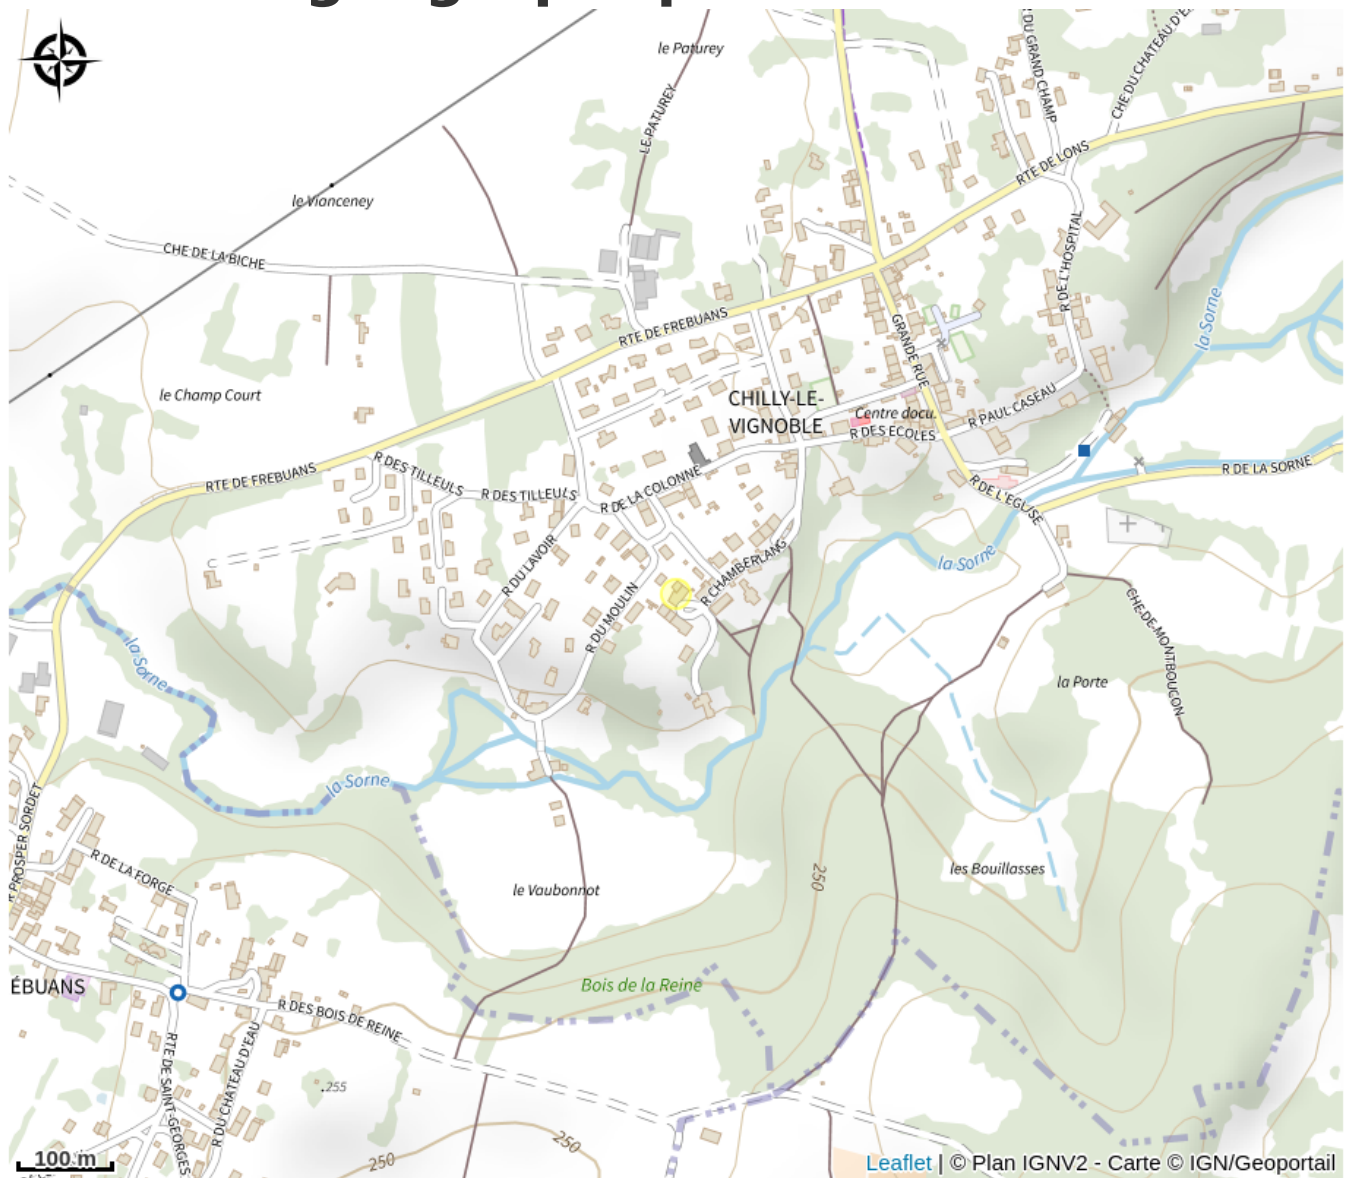 le Paturey
LE PATUREY
R DU GRAND CHAMP
CHE DU CHATEAU D'E
RTE DE LONS
le Vianceney
CHE DE LA BICHE
R DE L'HOSPITAL
la Sorne
RTE DE FREBUANS
GRANDE RUE
le Champ Court
CHILLY-LE-
VIGNOBLE
Centre docu.
R PAUL CASEAU
R DES ECOLES
R DES TILLEULS
R DES TILLEULS
RTE DE FREBUANS
R DE LA COLONNE
R DE LA SORNE
R DE L'EGLISE
la Sorne
R DU LAVOIR
R CHAMBERLANG
R DU MOULIN
CHE-DE-MONTBOUCON
la Sorne
la Porte
la Sorne
R PROSPER SORDET
R DE LA FORGE
le Vaubonnot
250
les Bouillasses
ÉBUANS
Bois de la Reine
R DES BOIS DE REINE
RTE DE SAINT-GEORGES
R DU CHATEAU D'EAU
255
250
250
100 m
Leaflet | © Plan IGNV2 - Carte © IGN/Geoportail